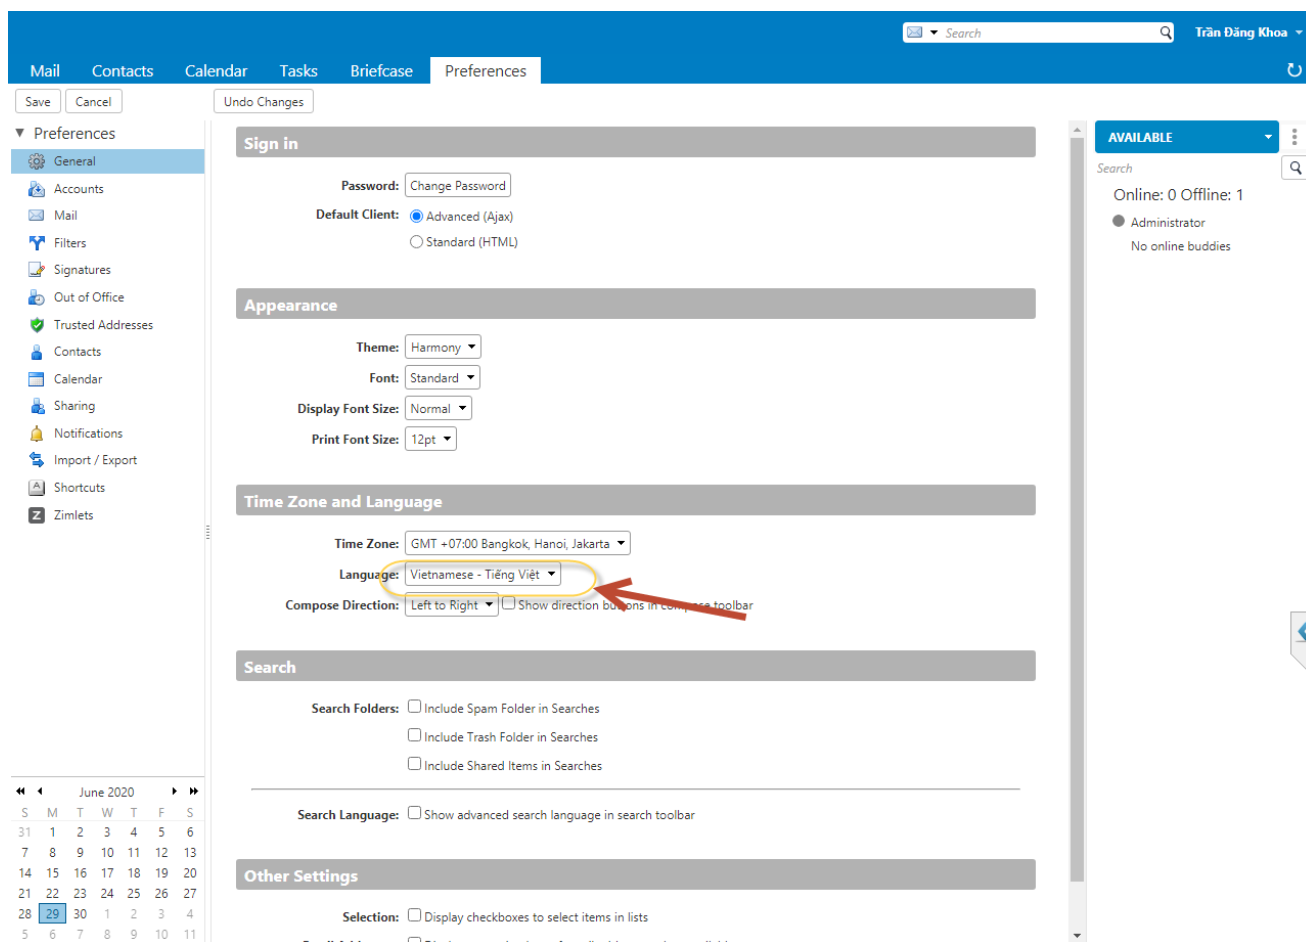 Search
Trần Đăng Khoa
Mail Contacts Calendar Tasks Briefcase Preferences
Save Cancel Undo Changes
Preferences
General
Accounts
Mail
Filters
Signatures
Out of Office
Trusted Addresses
Contacts
Calendar
Sharing
Notifications
Import / Export
Shortcuts
Zimlets
June 2020
S M T W T F S
31 1 2 3 4 5 6
7 8 9 10 11 12 13
14 15 16 17 18 19 20
21 22 23 24 25 26 27
28 29 30 1 2 3 4
5 6 7 8 9 10 11
Sign in
Password: Change Password
Default Client: Advanced (Ajax)
Standard (HTML)
Appearance
Theme: Harmony
Font: Standard
Display Font Size: Normal
Print Font Size: 12pt
Time Zone and Language
Time Zone: GMT +07:00 Bangkok, Hanoi, Jakarta
Language: Vietnamese - Tiếng Việt
Compose Direction: Left to Right Show direction buttons in compose toolbar
Search
Search Folders: Include Spam Folder in Searches
Include Trash Folder in Searches
Include Shared Items in Searches
Search Language: Show advanced search language in search toolbar
Other Settings
Selection: Display checkboxes to select items in lists
AVAILABLE
Search
Online: 0 Offline: 1
Administrator
No online buddies